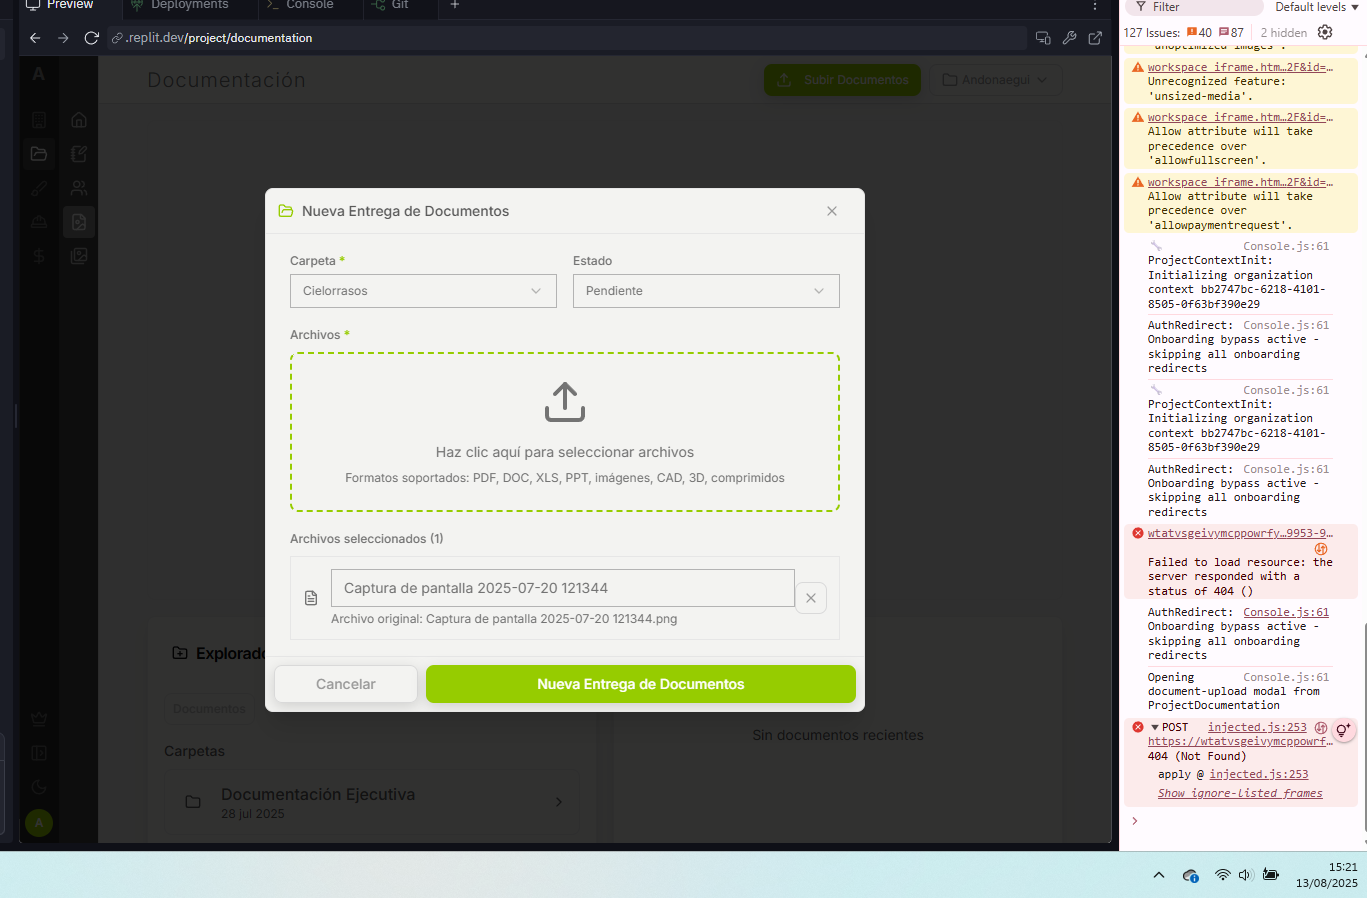 Preview
Deployments
Console
Git
.replit.dev/project/documentation
A
Documentación
Subir Documentos
Andonaegui
Nueva Entrega de Documentos
Carpeta *
Estado
Cielorrasos
Pendiente
Archivos *
Haz clic aquí para seleccionar archivos
Formatos soportados: PDF, DOC, XLS, PPT, imágenes, CAD, 3D, comprimidos
Archivos seleccionados (1)
Captura de pantalla 2025-07-20 121344
Archivo original: Captura de pantalla 2025-07-20 121344.png
Cancelar
Nueva Entrega de Documentos
Explorado
Documentos
Carpetas
Documentación Ejecutiva
28 jul 2025
Sin documentos recientes
A
Filter
Default levels
127 Issues: 40 87
2 hidden
'unoptimized-images'.
workspace_iframe.htm…2F&id=…
Unrecognized feature:
'unsized-media'.
workspace_iframe.htm…2F&id=…
Allow attribute will take
precedence over
'allowfullscreen'.
workspace_iframe.htm…2F&id=…
Allow attribute will take
precedence over
'allowpaymentrequest'.
Console.js:61
ProjectContextInit:
Initializing organization
context bb2747bc-6218-4101-
8505-0f63bf390e29
AuthRedirect: Console.js:61
Onboarding bypass active -
skipping all onboarding
redirects
Console.js:61
ProjectContextInit:
Initializing organization
context bb2747bc-6218-4101-
8505-0f63bf390e29
AuthRedirect: Console.js:61
Onboarding bypass active -
skipping all onboarding
redirects
wtatvsgeivymcppowrfy…9953-9…
Failed to load resource: the
server responded with a
status of 404 ()
AuthRedirect: Console.js:61
Onboarding bypass active -
skipping all onboarding
redirects
Opening Console.js:61
document-upload modal from
ProjectDocumentation
POST injected.js:253
https://wtatvsgeivymcppowrf…
404 (Not Found)
apply @ injected.js:253
Show ignore-listed frames
15:21
13/08/2025